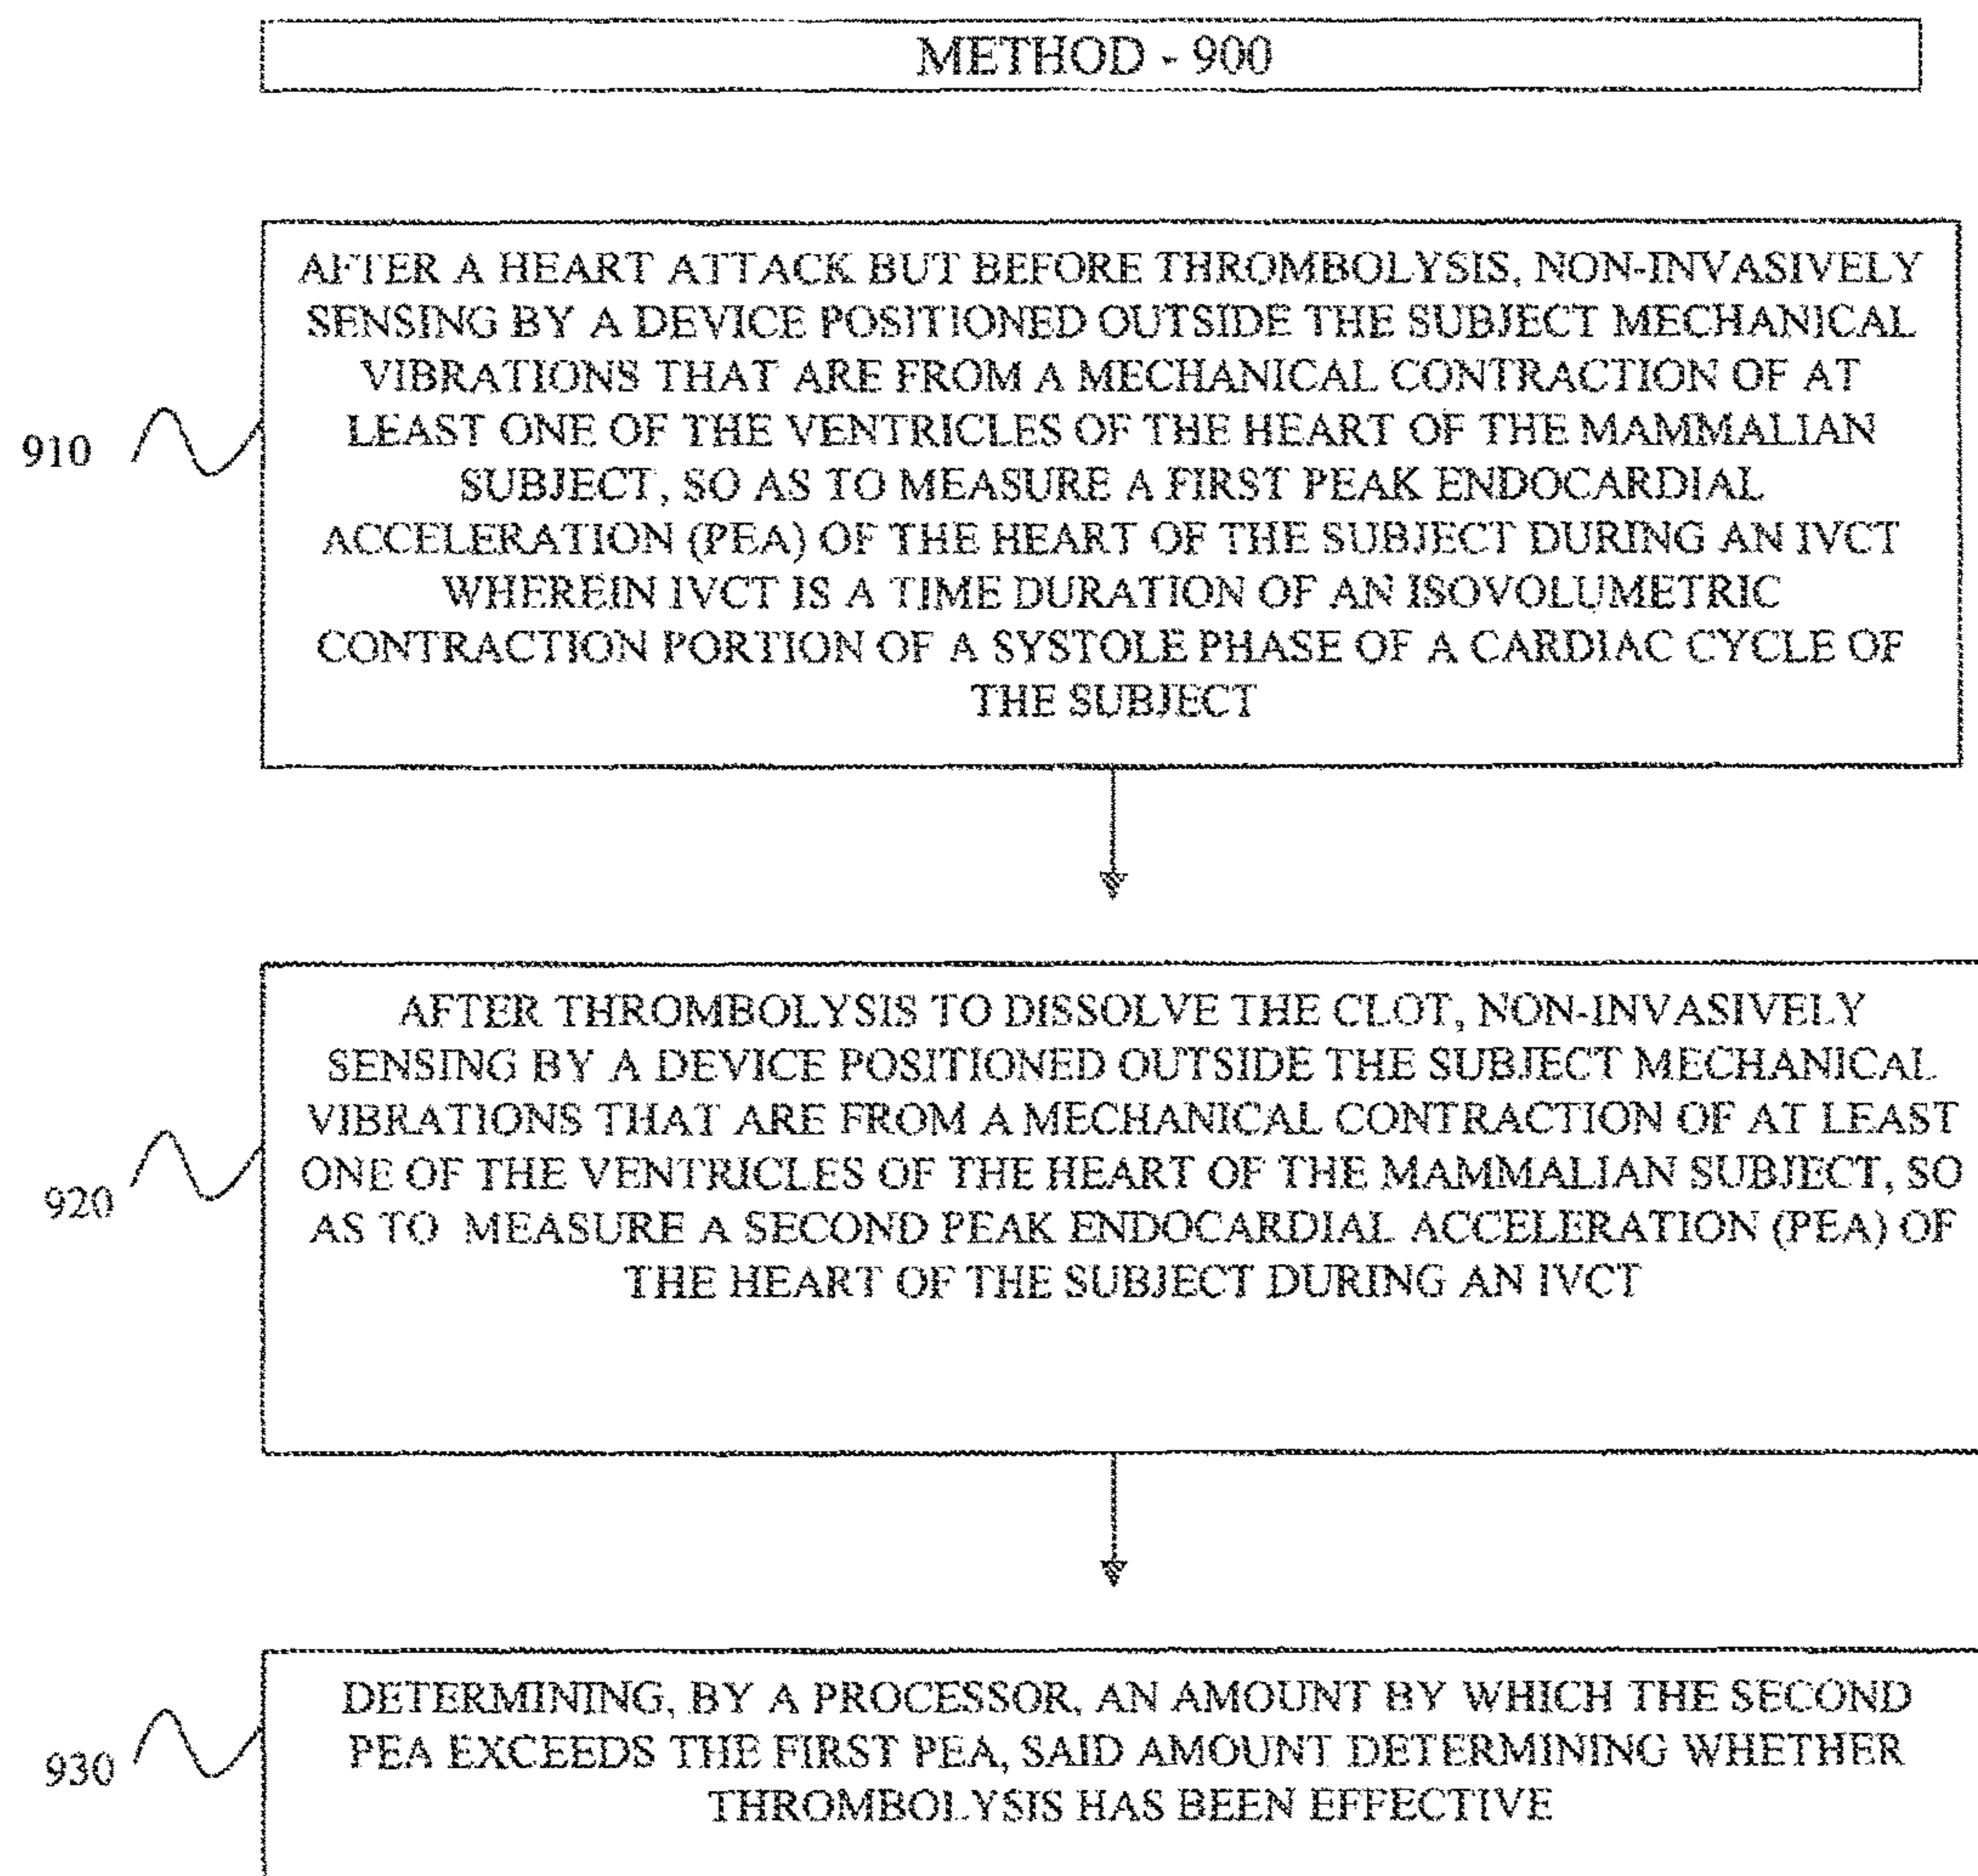 METHOD - 900
AFTER A HEART ATTACK BUT BEFORE THROMBOLYSIS, NON-INVASIVELY
SENSING BY A DEVICE POSITIONED OUTSIDE THE SUBJECT MECHANICAL
VIBRATIONS THAT ARE FROM A MECHANICAL CONTRACTION OF AT
LEAST ONE OF THE VENTRICLES OF THE HEART OF THE MAMMALIAN
SUBJECT, SO AS TO MEASURE A FIRST PEAK ENDOCARDIAL
ACCELERATION (PEA) OF THE HEART OF THE SUBJECT DURING AN IVCT
WHEREIN IVCT IS A TIME DURATION OF AN ISOVOLUMETRIC
CONTRACTION PORTION OF A SYSTOLE PHASE OF A CARDIAC CYCLE OF
THE SUBJECT
910
AFTER THROMBOLYSIS TO DISSOLVE THE CLOT, NON-INVASIVELY
SENSING BY A DEVICE POSITIONED OUTSIDE THE SUBJECT MECHANICAL
VIBRATIONS THAT ARE FROM A MECHANICAL CONTRACTION OF AT LEAST
ONE OF THE VENTRICLES OF THE HEART OF THE MAMMALIAN SUBJECT, SO
AS TO MEASURE A SECOND PEAK ENDOCARDIAL ACCELERATION (PEA) OF
THE HEART OF THE SUBJECT DURING AN IVCT
920
DETERMINING, BY A PROCESSOR, AN AMOUNT BY WHICH THE SECOND
PEA EXCEEDS THE FIRST PEA, SAID AMOUNT DETERMINING WHETHER
THROMBOLYSIS HAS BEEN EFFECTIVE
930